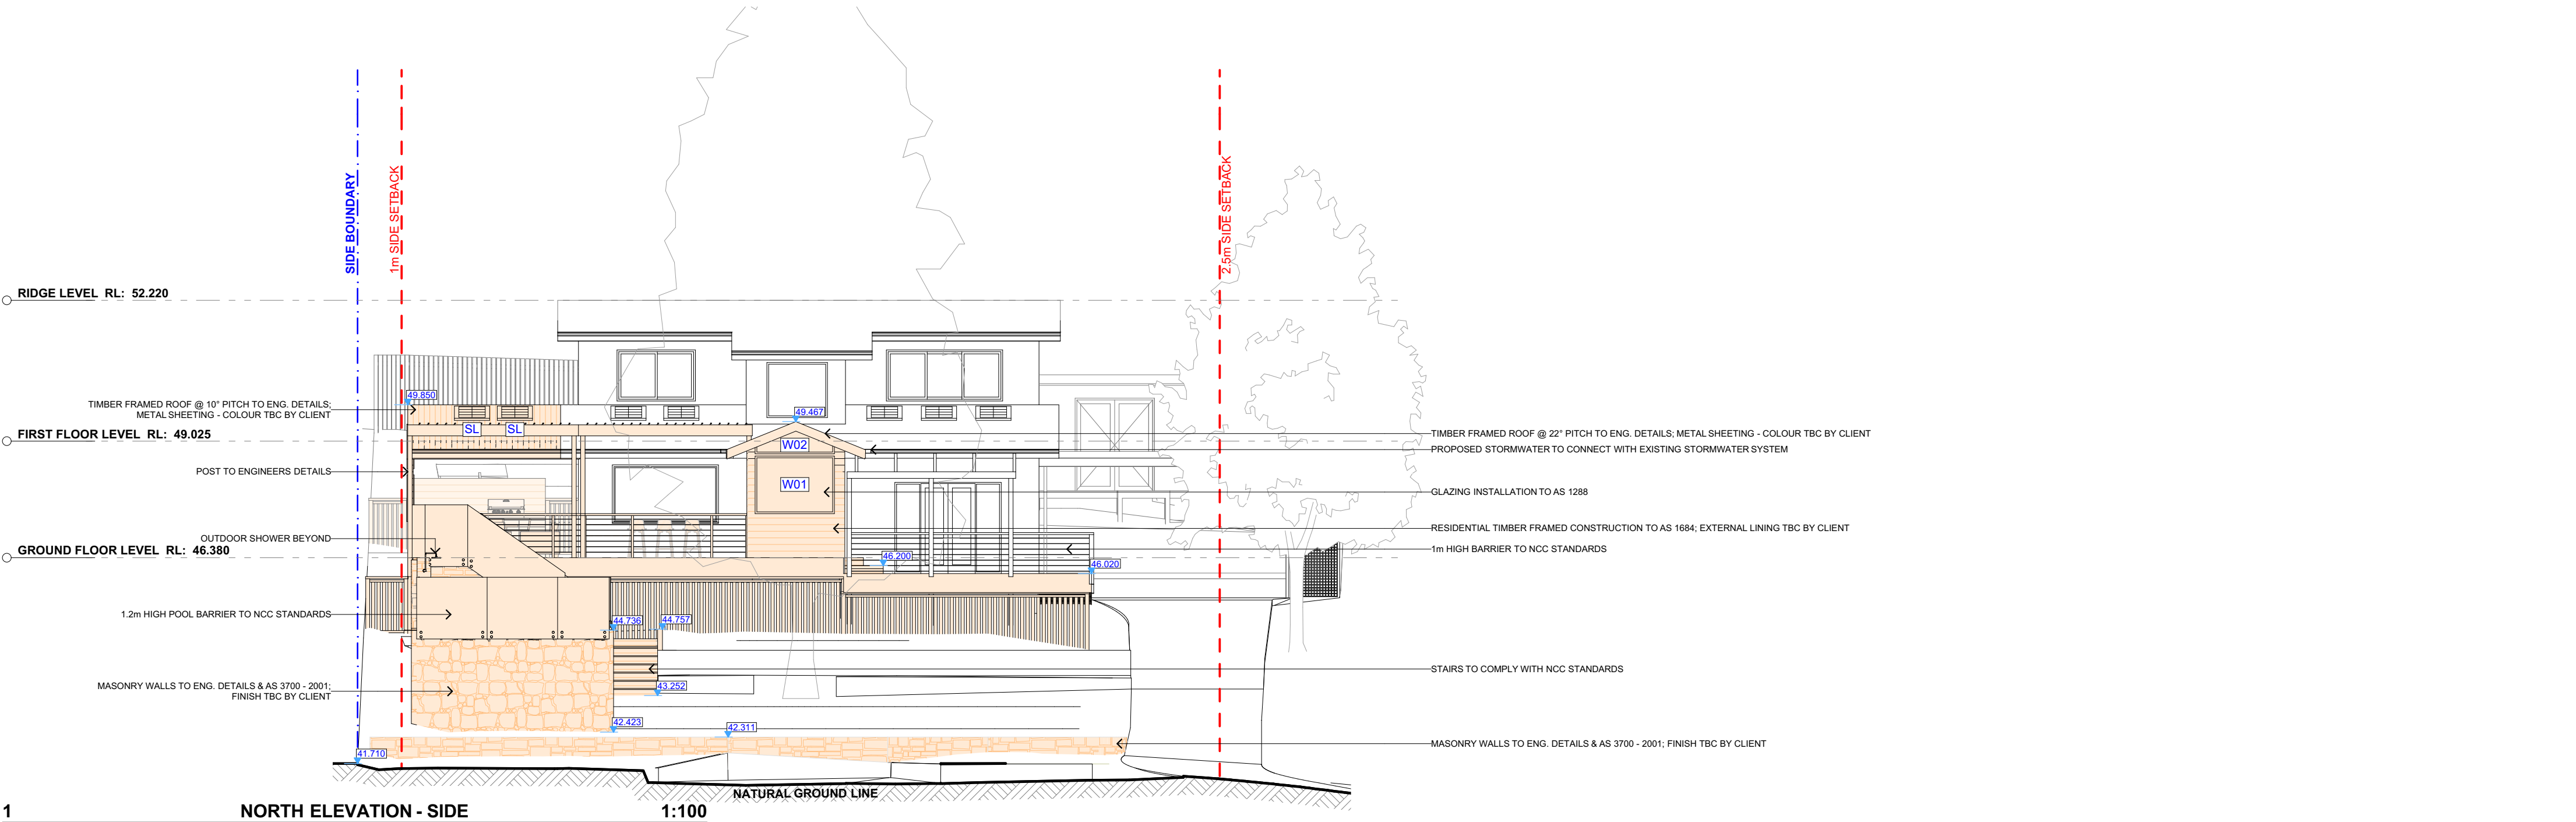 SIDE BOUNDARY
1m SIDE SETBACK
2.5m SIDE SETBACK
RIDGE LEVEL RL: 52.220
49.850
TIMBER FRAMED ROOF @ 10° PITCH TO ENG. DETAILS;
METAL SHEETING - COLOUR TBC BY CLIENT
49.467
SL
SL
FIRST FLOOR LEVEL RL: 49.025
W02
TIMBER FRAMED ROOF @ 22° PITCH TO ENG. DETAILS; METAL SHEETING - COLOUR TBC BY CLIENT
PROPOSED STORMWATER TO CONNECT WITH EXISTING STORMWATER SYSTEM
POST TO ENGINEERS DETAILS
W01
GLAZING INSTALLATION TO AS 1288
RESIDENTIAL TIMBER FRAMED CONSTRUCTION TO AS 1684; EXTERNAL LINING TBC BY CLIENT
OUTDOOR SHOWER BEYOND
GROUND FLOOR LEVEL RL: 46.380
1m HIGH BARRIER TO NCC STANDARDS
46.200
46.020
1.2m HIGH POOL BARRIER TO NCC STANDARDS
44.736
44.757
STAIRS TO COMPLY WITH NCC STANDARDS
MASONRY WALLS TO ENG. DETAILS & AS 3700 - 2001;
FINISH TBC BY CLIENT
43.252
42.423
42.311
MASONRY WALLS TO ENG. DETAILS & AS 3700 - 2001; FINISH TBC BY CLIENT
41.710
NATURAL GROUND LINE
1 NORTH ELEVATION - SIDE 1:100